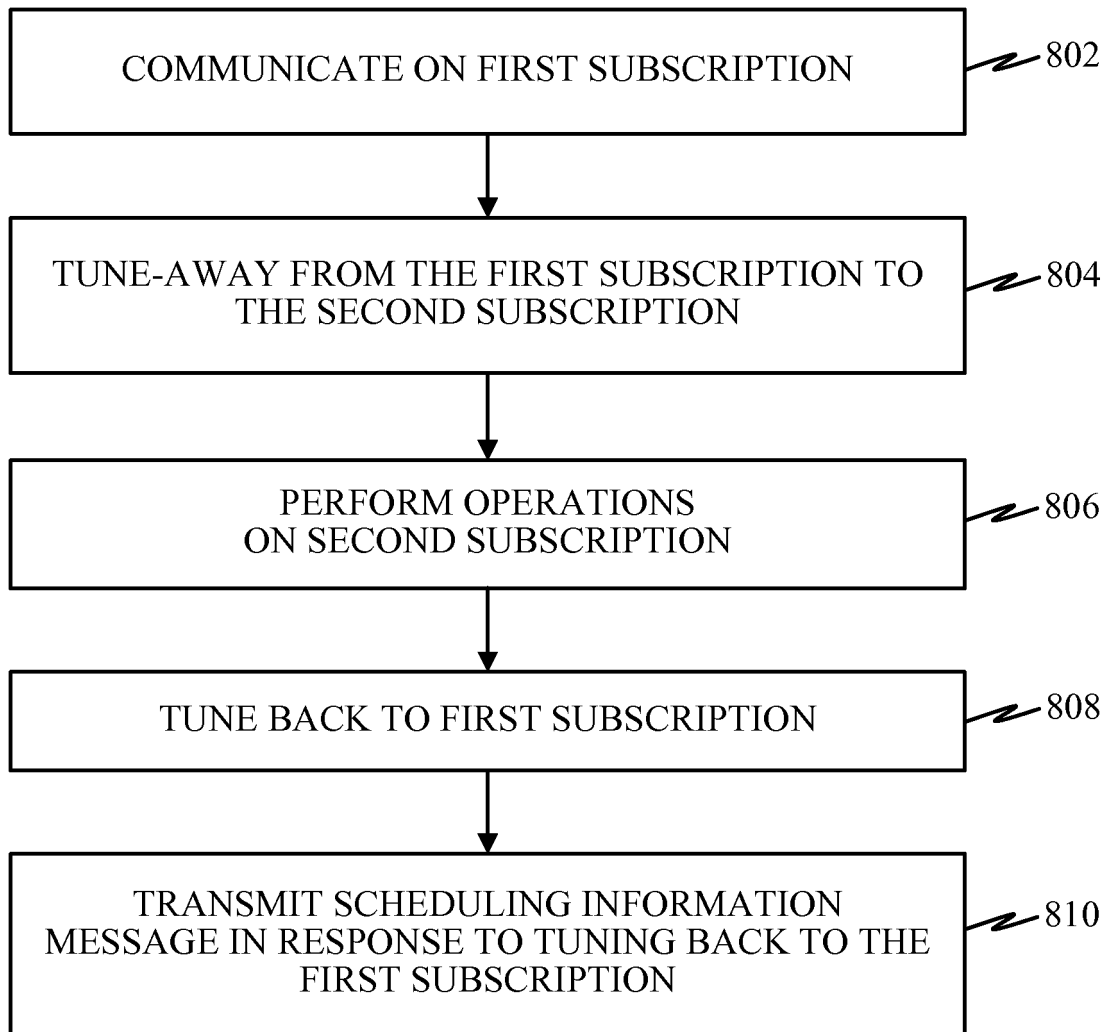 COMMUNICATE ON FIRST SUBSCRIPTION
802
TUNE-AWAY FROM THE FIRST SUBSCRIPTION TO
THE SECOND SUBSCRIPTION
804
PERFORM OPERATIONS
ON SECOND SUBSCRIPTION
806
TUNE BACK TO FIRST SUBSCRIPTION
808
TRANSMIT SCHEDULING INFORMATION
MESSAGE IN RESPONSE TO TUNING BACK TO THE
FIRST SUBSCRIPTION
810